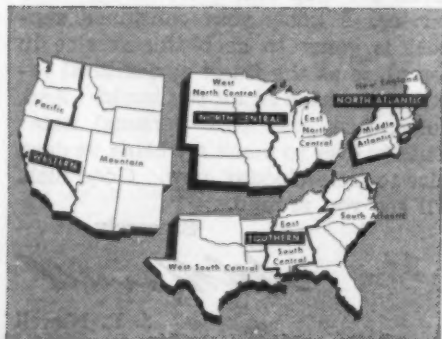 Pacific
WESTERN
Mountain
West
North Central
NORTH CENTRAL
East
North
Central
New England
NORTH ATLANTIC
Middle
Atlantic
East
SOUTHERN
South
Central
South Atlantic
West South Central